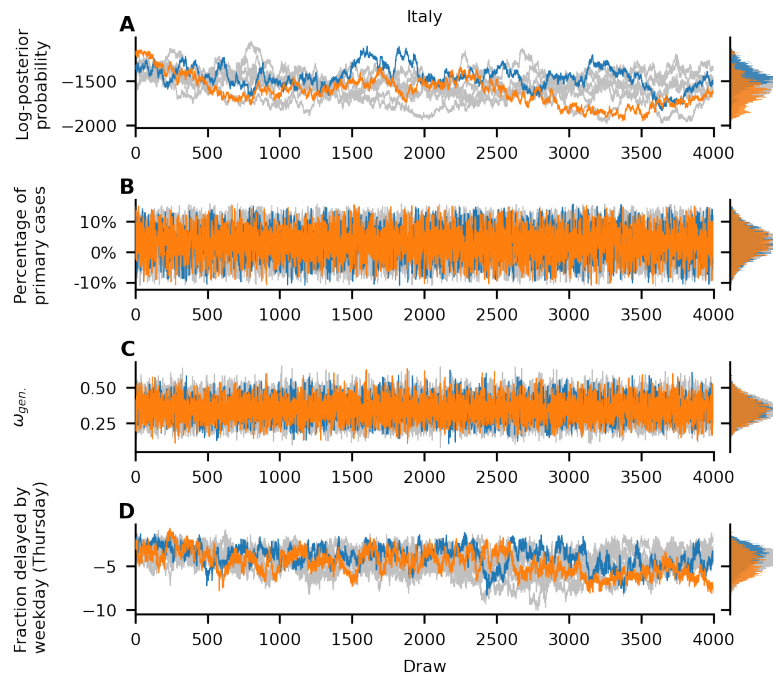 Italy
A
Log-posterior
probability
−1500
−2000
0 500 1000 1500 2000 2500 3000 3500 4000
B
Percentage of
primary cases
10%
0%
-10%
0 500 1000 1500 2000 2500 3000 3500 4000
C
ω_gen.
0.50
0.25
0 500 1000 1500 2000 2500 3000 3500 4000
D
Fraction delayed by
weekday (Thursday)
−5
−10
0 500 1000 1500 2000 2500 3000 3500 4000
Draw